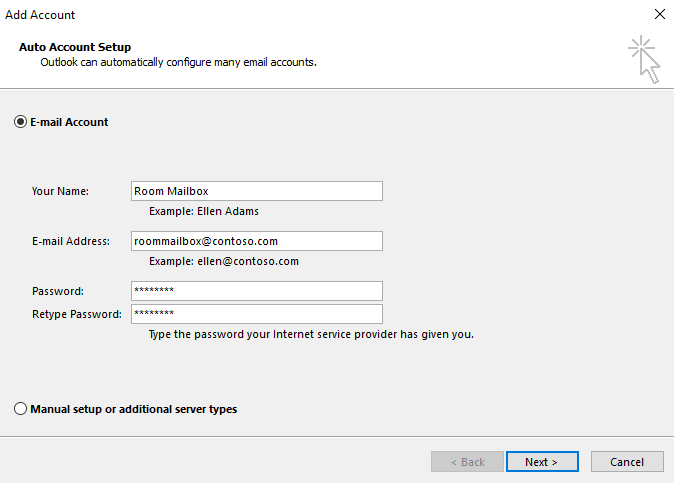 Add Account
Auto Account Setup
Outlook can automatically configure many email accounts.
E-mail Account
Your Name: Room Mailbox
Example: Ellen Adams
E-mail Address: roommailbox@contoso.com
Example: ellen@contoso.com
Password: ********
Retype Password: ********
Type the password your Internet service provider has given you.
Manual setup or additional server types
< Back Next > Cancel